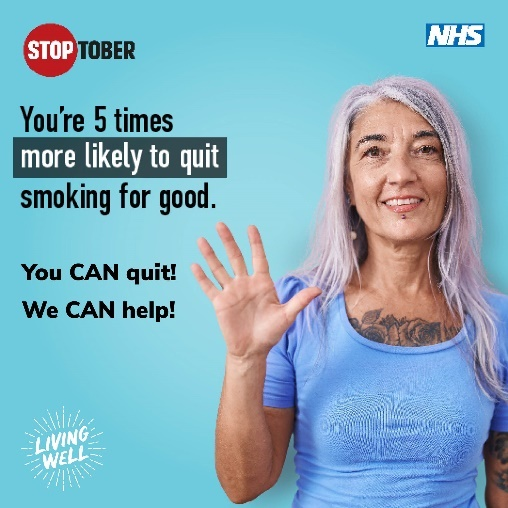 STOPTOBER
NHS
You're 5 times
more likely to quit
smoking for good.
You CAN quit!
We CAN help!
LIVING
WELL